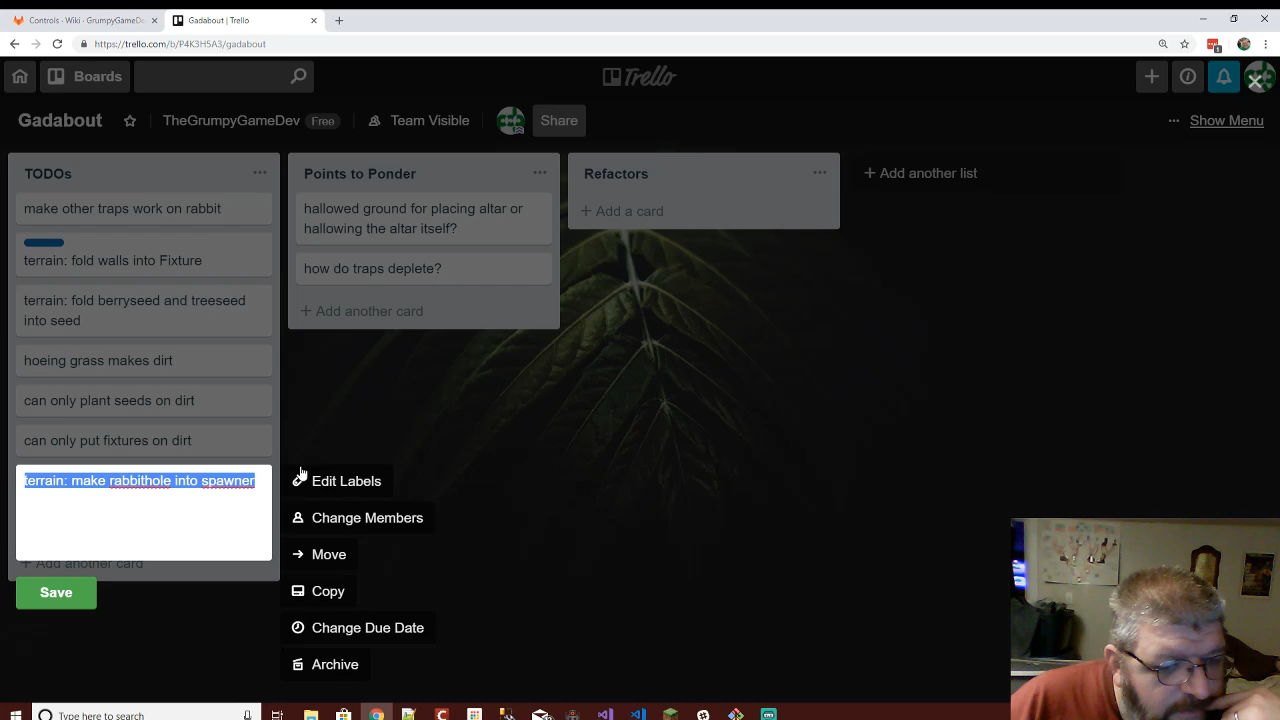 Controls · Wiki · GrumpyGameDe
Gadabout | Trello
https://trello.com/b/P4K3H5A3/gadabout
Boards
Trello
Gadabout
TheGrumpyGameDev
Free
Team Visible
Share
Show Menu
TODOs
make other traps work on rabbit
terrain: fold walls into Fixture
terrain: fold berryseed and treeseed
into seed
hoeing grass makes dirt
can only plant seeds on dirt
can only put fixtures on dirt
terrain: make rabbithole into spawner
+ Add another card
Save
Points to Ponder
hallowed ground for placing altar or
hallowing the altar itself?
how do traps deplete?
+ Add another card
Refactors
+ Add a card
+ Add another list
Edit Labels
Change Members
Move
Copy
Change Due Date
Archive
Type here to search